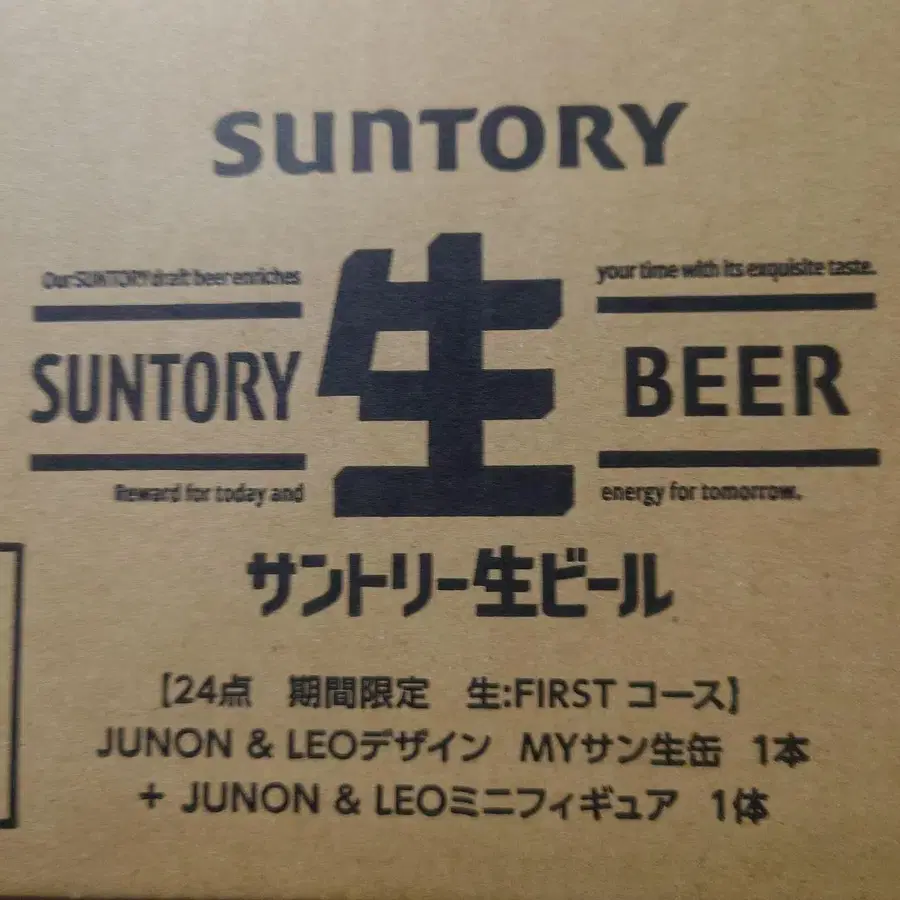 SUNTORY
Our SUNTORY draft beer enriches your time with its exquisite taste.
SUNTORY 生 BEER
Reward for today and energy for tomorrow.
サントリー生ビール
【24点 期間限定 生:FIRST コース】
JUNON & LEOデザイン MYサン生缶 1本
+ JUNON & LEOミニフィギュア 1体